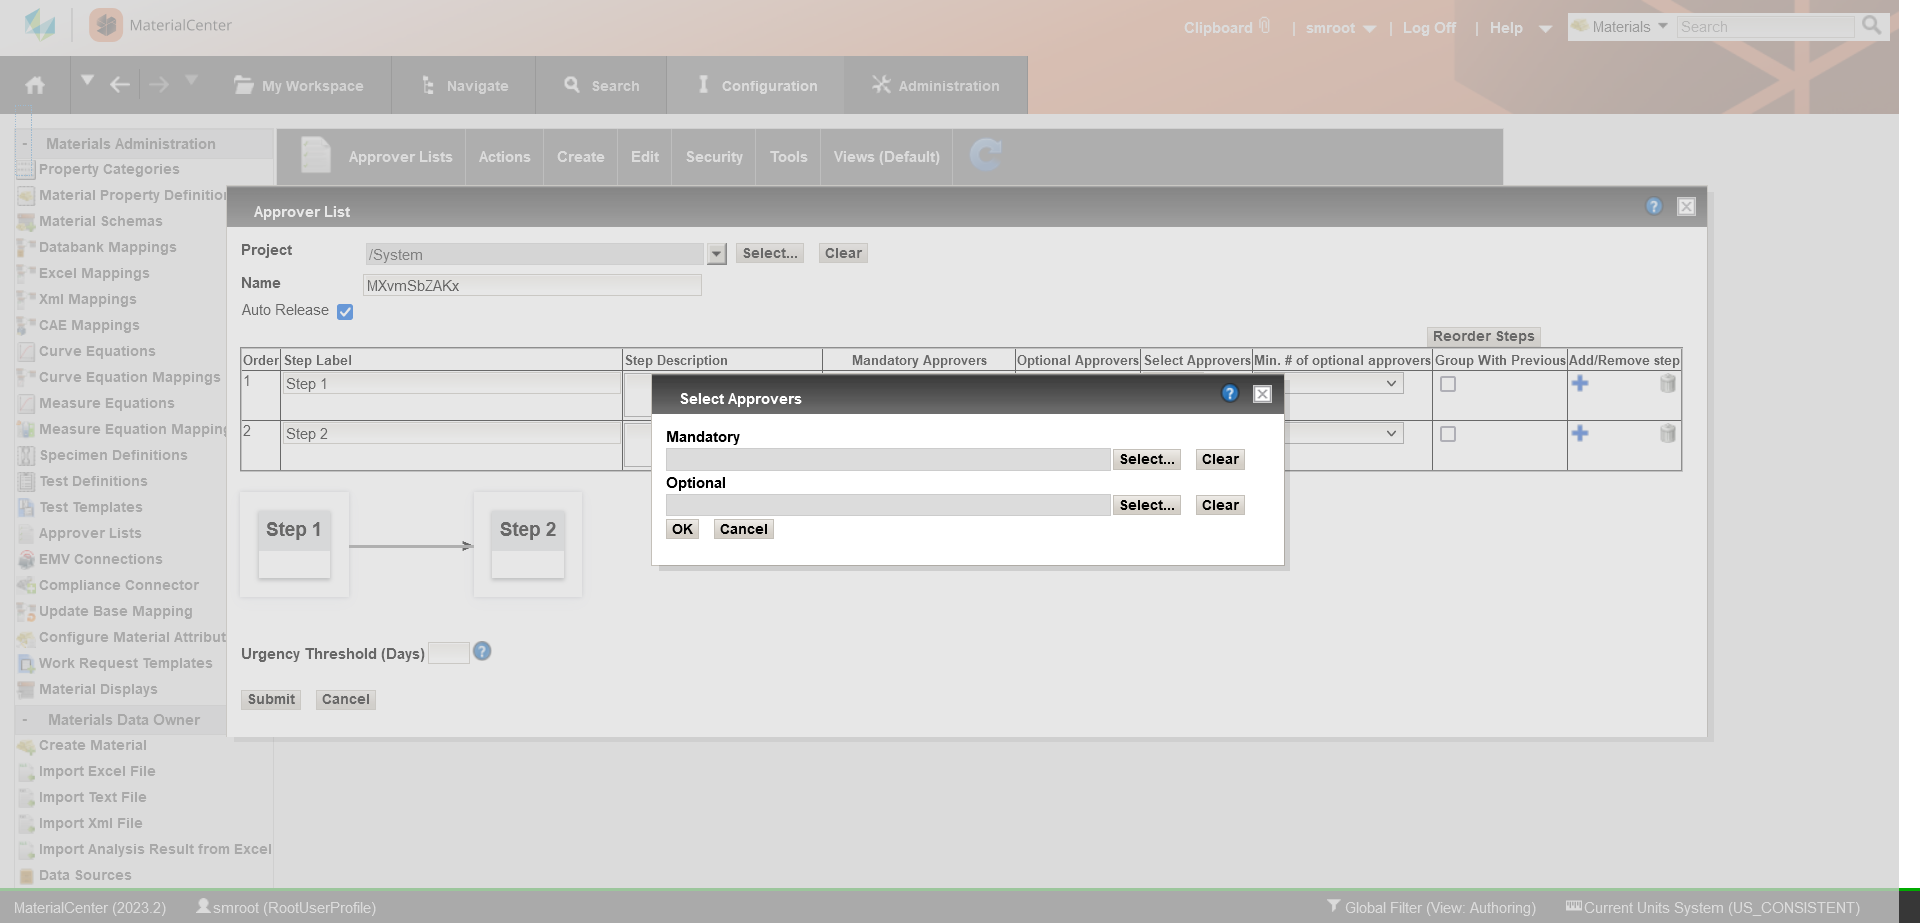 MaterialCenter
Clipboard | smroot | Log Off | Help Materials Search
My Workspace Navigate Search Configuration Administration
- Materials Administration
Property Categories
Material Property Definition
Material Schemas
Databank Mappings
Excel Mappings
Xml Mappings
CAE Mappings
Curve Equations
Curve Equation Mappings
Measure Equations
Measure Equation Mapping
Specimen Definitions
Test Definitions
Test Templates
Approver Lists
EMV Connections
Compliance Connector
Update Base Mapping
Configure Material Attribut
Work Request Templates
Material Displays
- Materials Data Owner
Create Material
Import Excel File
Import Text File
Import Xml File
Import Analysis Result from Excel
Data Sources
Approver Lists Actions Create Edit Security Tools Views (Default)
Approver List ?
Project /System Select... Clear
Name MXvmSbZAKx
Auto Release
Reorder Steps
Order Step Label Step Description Mandatory Approvers Optional Approvers Select Approvers Min. # of optional approvers Group With Previous Add/Remove step
1 Step 1
2 Step 2
Select Approvers ?
Mandatory
Select... Clear
Optional
Select... Clear
OK Cancel
Step 1 Step 2
Urgency Threshold (Days) ?
Submit Cancel
MaterialCenter (2023.2) smroot (RootUserProfile) Global Filter (View: Authoring) Current Units System (US_CONSISTENT)